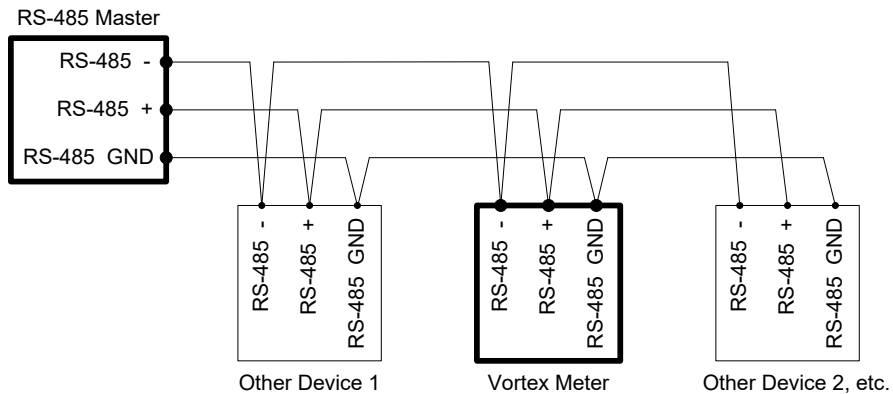 RS-485 Master
RS-485 -
RS-485 +
RS-485 GND
RS-485 -
RS-485 +
RS-485 GND
RS-485 -
RS-485 +
RS-485 GND
RS-485 -
RS-485 +
RS-485 GND
Other Device 1
Vortex Meter
Other Device 2, etc.